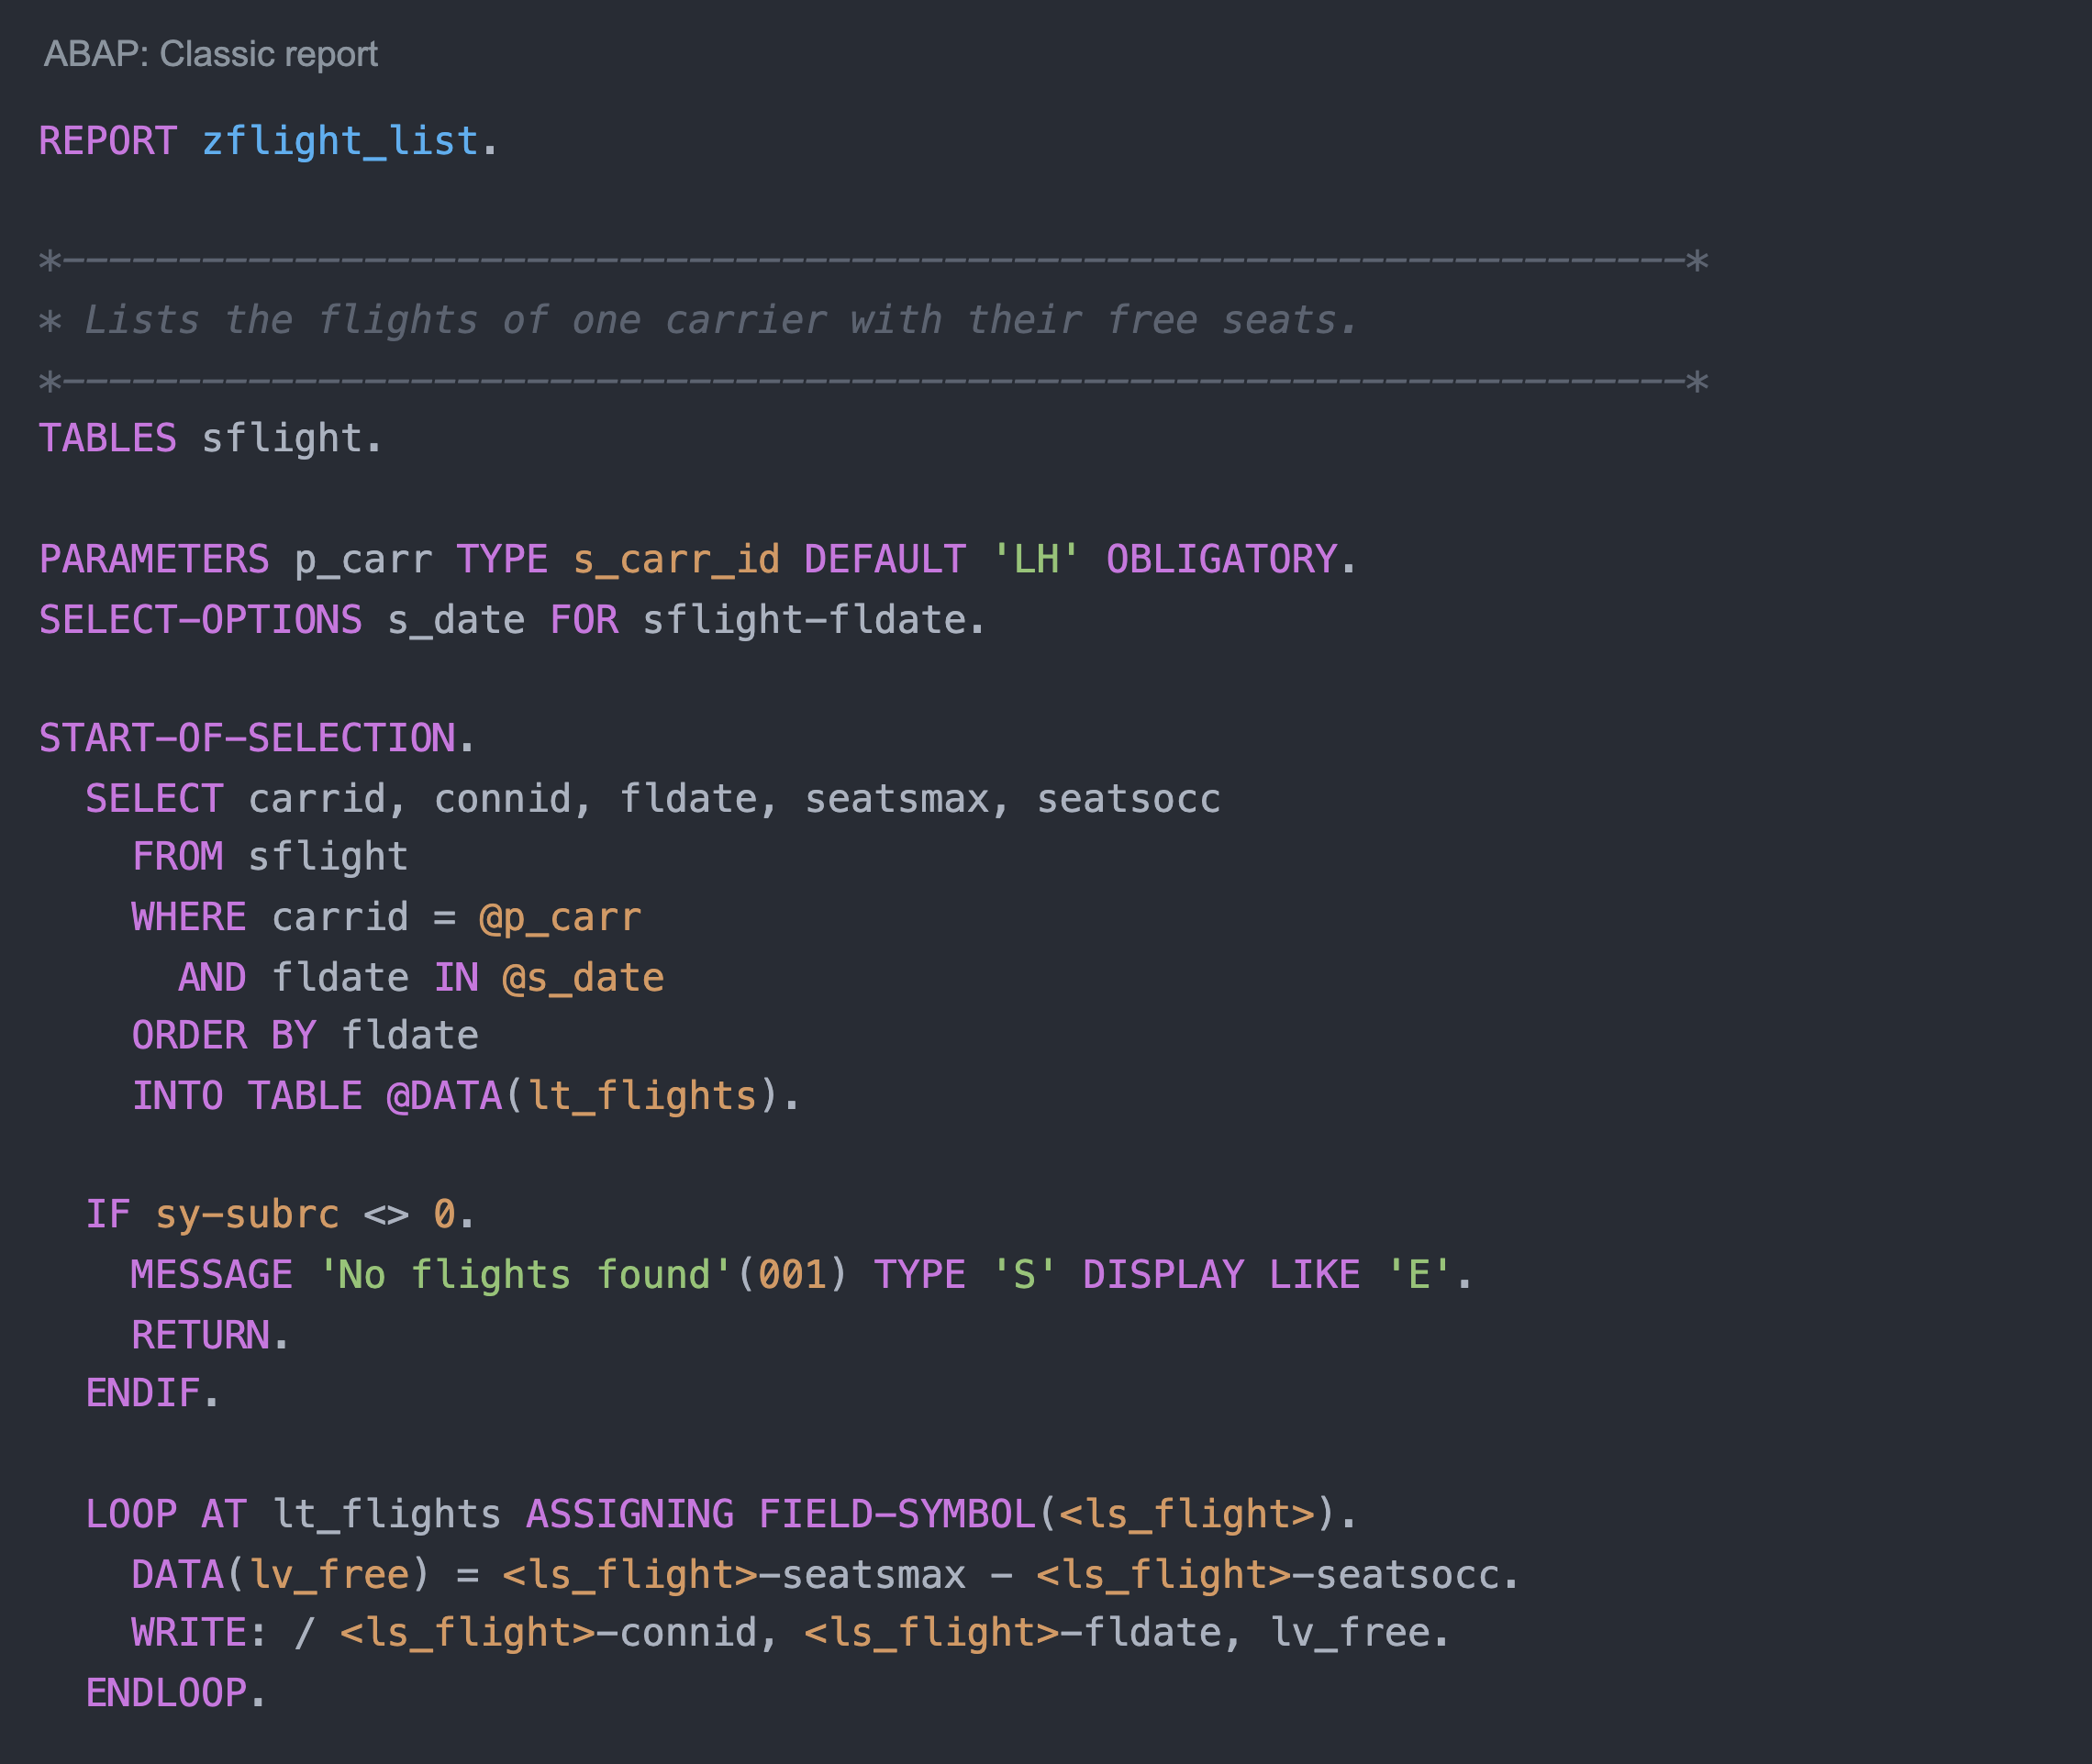 ABAP: Classic report
REPORT zflight_list.
*----------------------------------------------------------------------*
* Lists the flights of one carrier with their free seats.
*----------------------------------------------------------------------*
TABLES sflight.
PARAMETERS p_carr TYPE s_carr_id DEFAULT 'LH' OBLIGATORY.
SELECT-OPTIONS s_date FOR sflight-fldate.
START-OF-SELECTION.
  SELECT carrid, connid, fldate, seatsmax, seatsocc
    FROM sflight
    WHERE carrid = @p_carr
      AND fldate IN @s_date
    ORDER BY fldate
    INTO TABLE @DATA(lt_flights).
  IF sy-subrc <> 0.
    MESSAGE 'No flights found'(001) TYPE 'S' DISPLAY LIKE 'E'.
    RETURN.
  ENDIF.
  LOOP AT lt_flights ASSIGNING FIELD-SYMBOL(<ls_flight>).
    DATA(lv_free) = <ls_flight>-seatsmax - <ls_flight>-seatsocc.
    WRITE: / <ls_flight>-connid, <ls_flight>-fldate, lv_free.
  ENDLOOP.